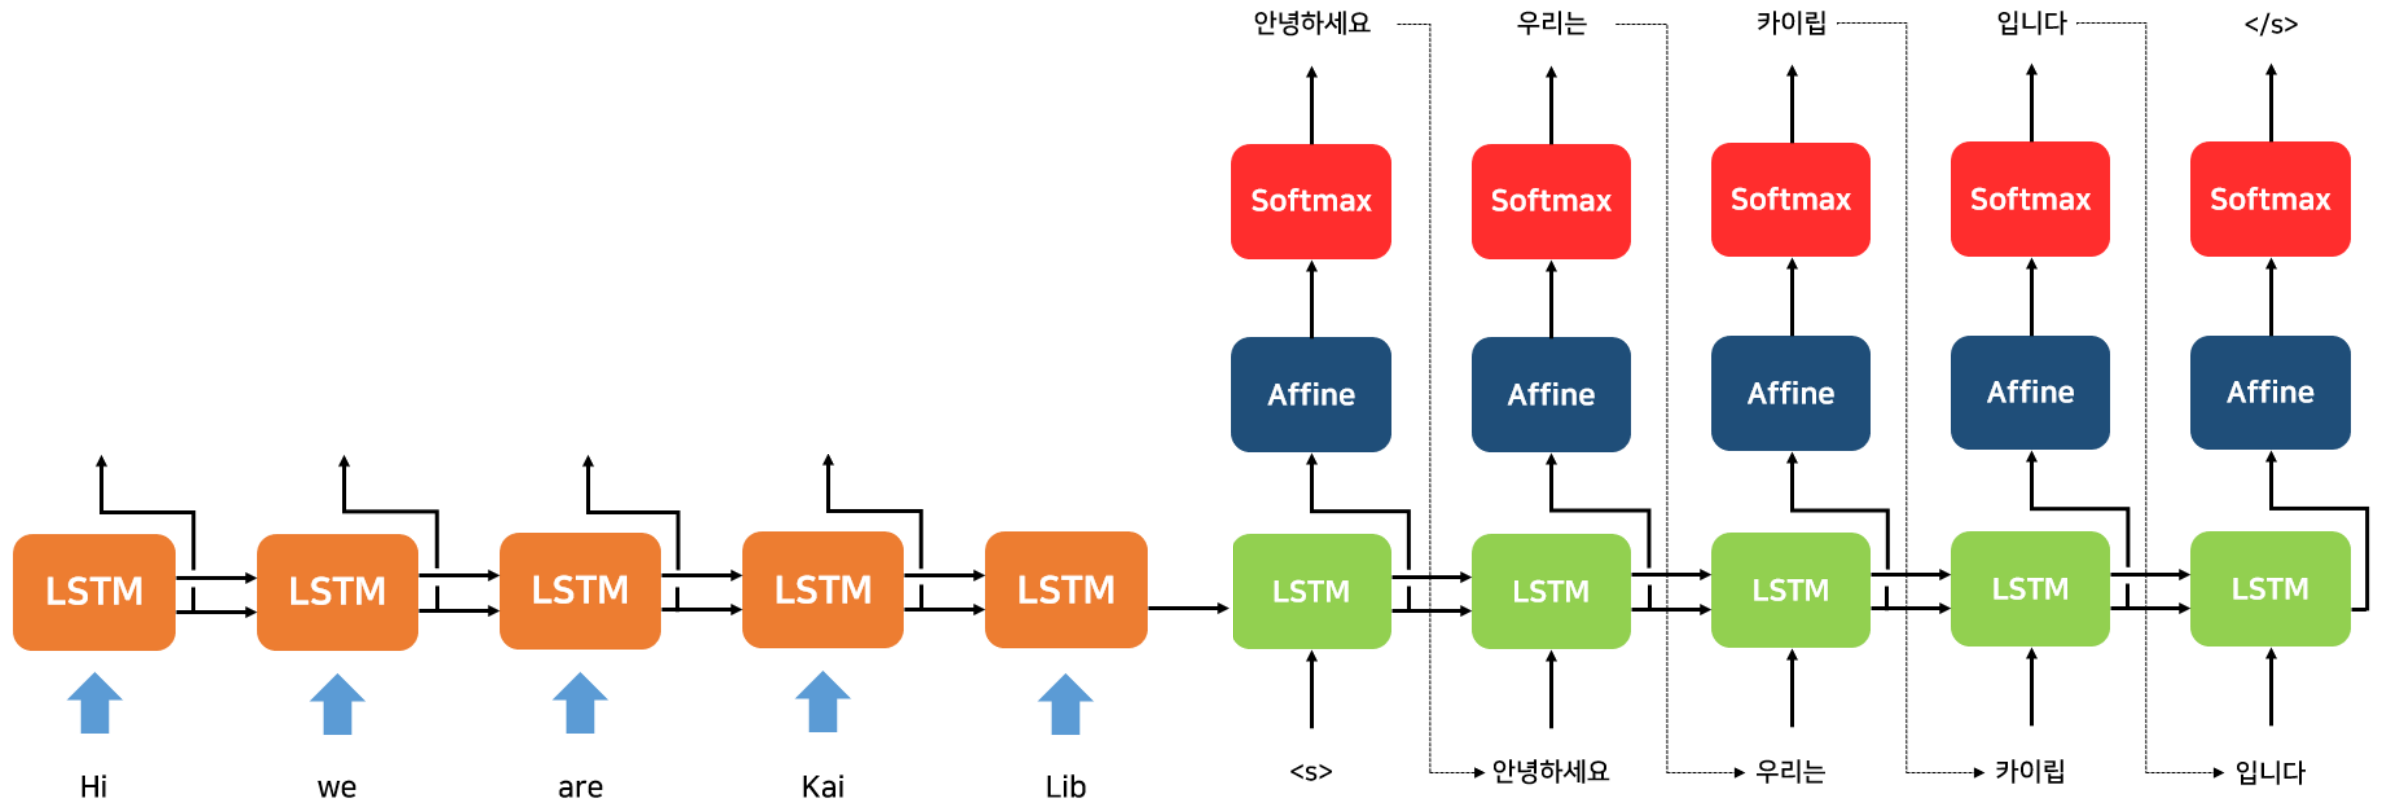 안녕하세요 우리는 카이립 입니다 </s>
Softmax Softmax Softmax Softmax Softmax
Affine Affine Affine Affine Affine
LSTM LSTM LSTM LSTM LSTM LSTM LSTM LSTM LSTM LSTM
Hi we are Kai Lib <s> 안녕하세요 우리는 카이립 입니다